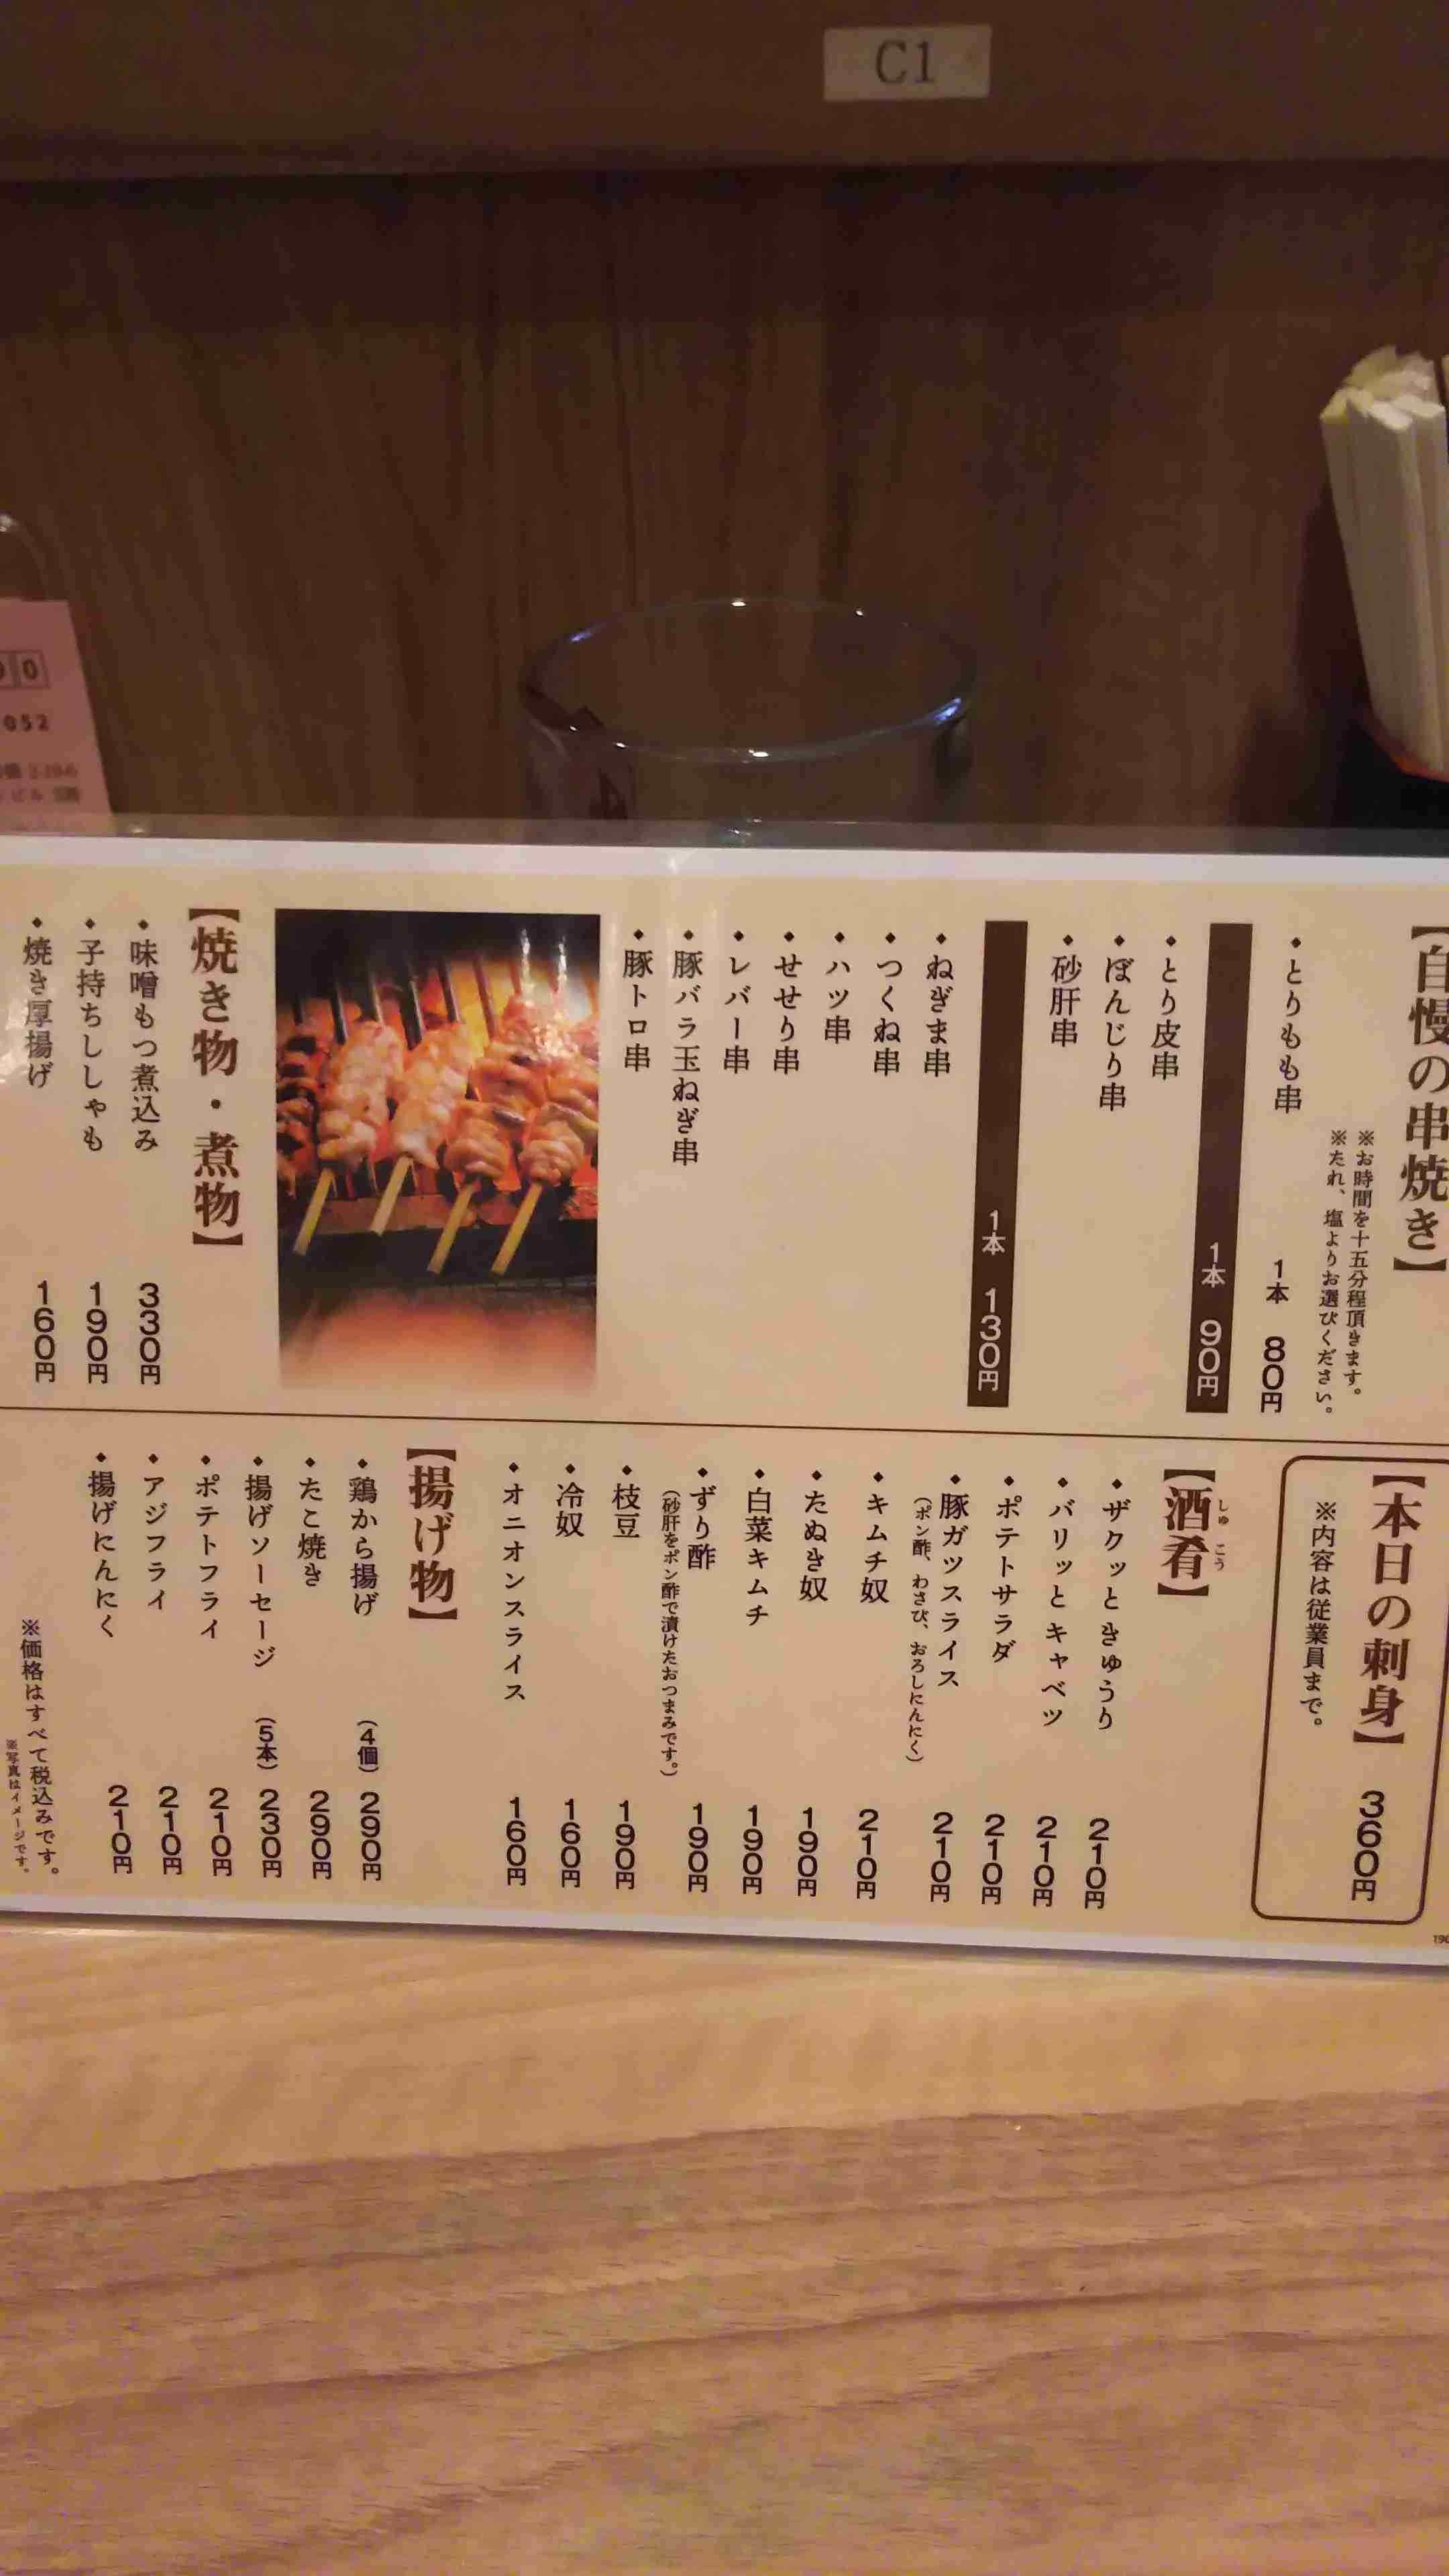 C1
0
052
【自慢の串焼き】
※お時間を十五分程頂きます。
※たれ、塩よりお選びください。
◆とりもも串 1本 80円
1本 90円
◆とり皮串
◆ぼんじり串
◆砂肝串
1本 130円
◆ねぎま串
◆つくね串
◆ハツ串
◆せせり串
◆レバー串
◆豚バラ玉ねぎ串
◆豚トロ串
【焼き物・煮物】
◆味噌もつ煮込み 330円
◆子持ちししゃも 190円
◆焼き厚揚げ 160円
【本日の刺身】 360円
※内容は従業員まで。
【酒肴】
しゅこう
◆ザクッときゅうり 210円
◆バリッとキャベツ 210円
◆ポテトサラダ 210円
◆豚ガツスライス 210円
（ポン酢、わさび、おろしにんにく）
◆キムチ奴 210円
◆たぬき奴 190円
◆白菜キムチ 190円
◆ずり酢 190円
（砂肝をポン酢で漬けたおつまみです。）
◆枝豆 190円
◆冷奴 160円
◆オニオンスライス 160円
【揚げ物】
◆鶏から揚げ （4個） 290円
◆たこ焼き 290円
◆揚げソーセージ （5本） 230円
◆ポテトフライ 210円
◆アジフライ 210円
◆揚げにんにく 210円
※価格はすべて税込みです。
※写真はイメージです。